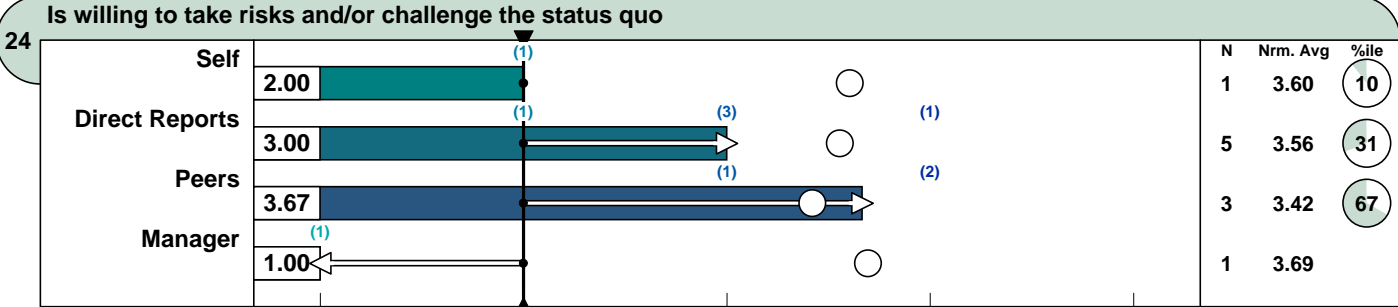 Is willing to take risks and/or challenge the status quo
24
N Nrm. Avg %ile
Self (1)
2.00 1 3.60 10
Direct Reports (1) (3) (1)
3.00 5 3.56 31
Peers (1) (2)
3.67 3 3.42 67
Manager (1)
1.00 1 3.69